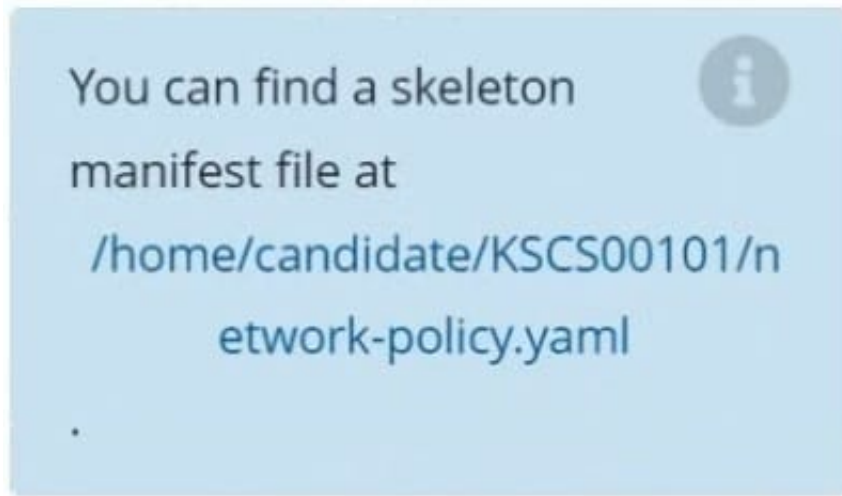 You can find a skeleton
manifest file at
/home/candidate/KSCS00101/n
etwork-policy.yaml
.